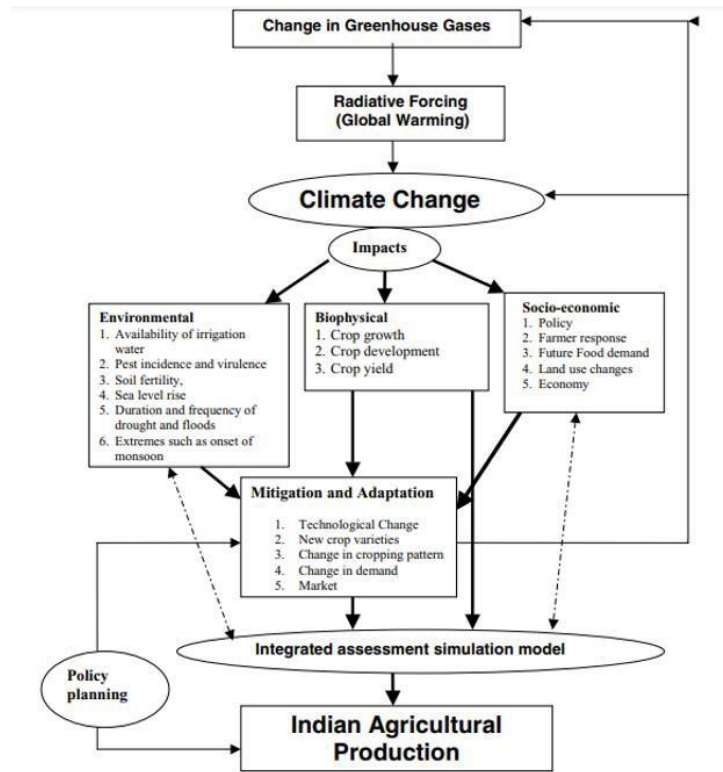 Change in Greenhouse Gases
Radiative Forcing
(Global Warming)
Climate Change
Impacts
Environmental
1. Availability of irrigation
water
2. Pest incidence and virulence
3. Soil fertility,
4. Sea level rise
5. Duration and frequency of
drought and floods
6. Extremes such as onset of
monsoon
Biophysical
1. Crop growth
2. Crop development
3. Crop yield
Socio-economic
1. Policy
2. Farmer response
3. Future Food demand
4. Land use changes
5. Economy
Mitigation and Adaptation
1. Technological Change
2. New crop varieties
3. Change in cropping pattern
4. Change in demand
5. Market
Integrated assessment simulation model
Policy
planning
Indian Agricultural
Production